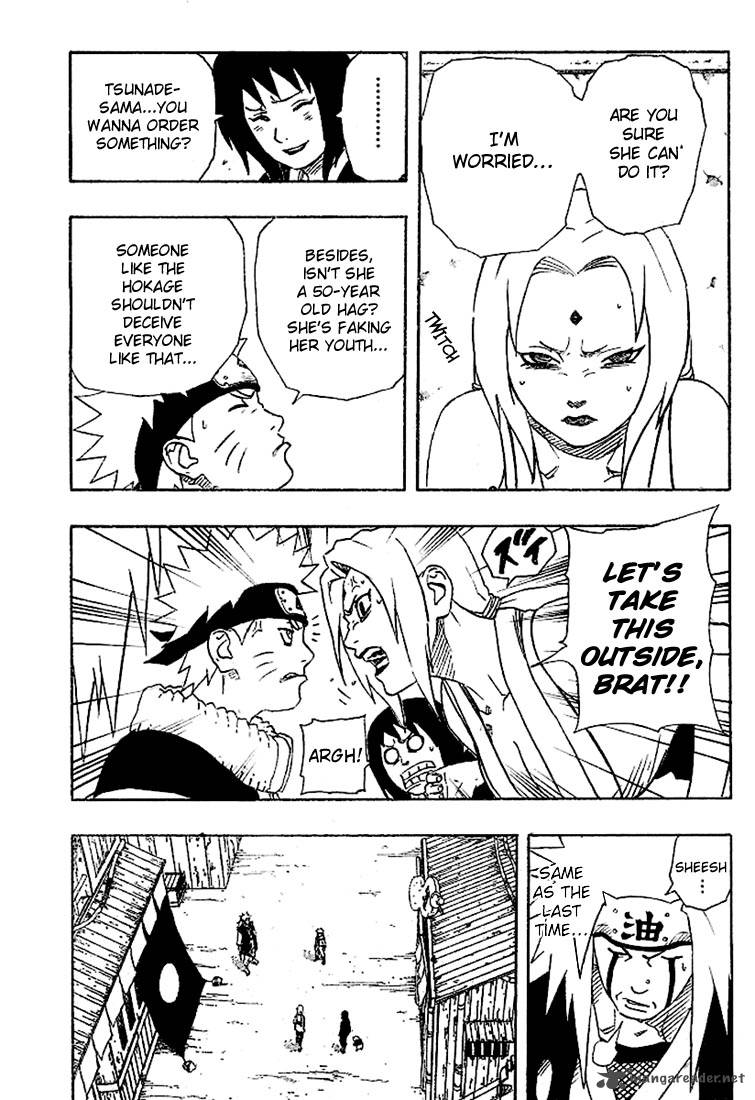 ARE YOU
SURE
SHE CAN'
DO IT?
I'M
WORRIED...
TWITCH
.........
TSUNADE-
SAMA...YOU
WANNA ORDER
SOMETHING?
BESIDES,
ISN'T SHE
A 50-YEAR
OLD HAG?
SHE'S FAKING
HER YOUTH...
SOMEONE
LIKE THE
HOKAGE
SHOULDN'T
DECEIVE
EVERYONE
LIKE THAT...
LET'S
TAKE
THIS
OUTSIDE,
BRAT!!
ズイ
ARGH!
SHEESH
...
SAME
AS THE
LAST
TIME....
油
mangareader.net